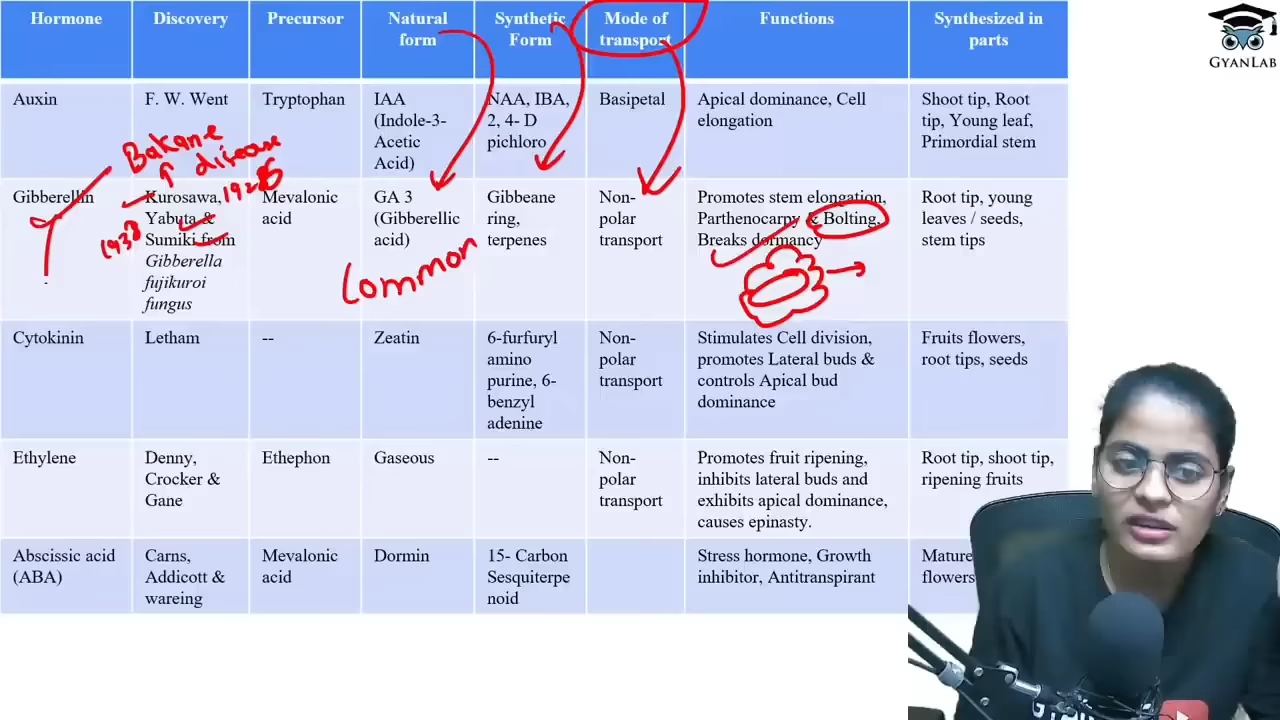 Hormone
Discovery
Precursor
Natural
form
Synthetic
Form
Mode of
transport
Functions
Synthesized in
parts
GYANLAB
Auxin
F. W. Went
Tryptophan
IAA
(Indole-3-
Acetic
Acid)
NAA, IBA,
2, 4- D
pichloro
Basipetal
Apical dominance, Cell
elongation
Shoot tip, Root
tip, Young leaf,
Primordial stem
Bakane
disease
Gibberellin
Kurosawa,
Yabuta &
Sumiki from
Gibberella
fujikuroi
fungus
1938
Mevalonic
acid
GA 3
(Gibberellic
acid)
Common
Gibbeane
ring,
terpenes
Non-
polar
transport
Promotes stem elongation,
Parthenocarpy & Bolting,
Breaks dormancy
Root tip, young
leaves / seeds,
stem tips
Cytokinin
Letham
--
Zeatin
6-furfuryl
amino
purine, 6-
benzyl
adenine
Non-
polar
transport
Stimulates Cell division,
promotes Lateral buds &
controls Apical bud
dominance
Fruits flowers,
root tips, seeds
Ethylene
Denny,
Crocker &
Gane
Ethephon
Gaseous
--
Non-
polar
transport
Promotes fruit ripening,
inhibits lateral buds and
exhibits apical dominance,
causes epinasty.
Root tip, shoot tip,
ripening fruits
Abscissic acid
(ABA)
Carns,
Addicott &
wareing
Mevalonic
acid
Dormin
15- Carbon
Sesquiterpe
noid
Stress hormone, Growth
inhibitor, Antitranspirant
Mature
flowers